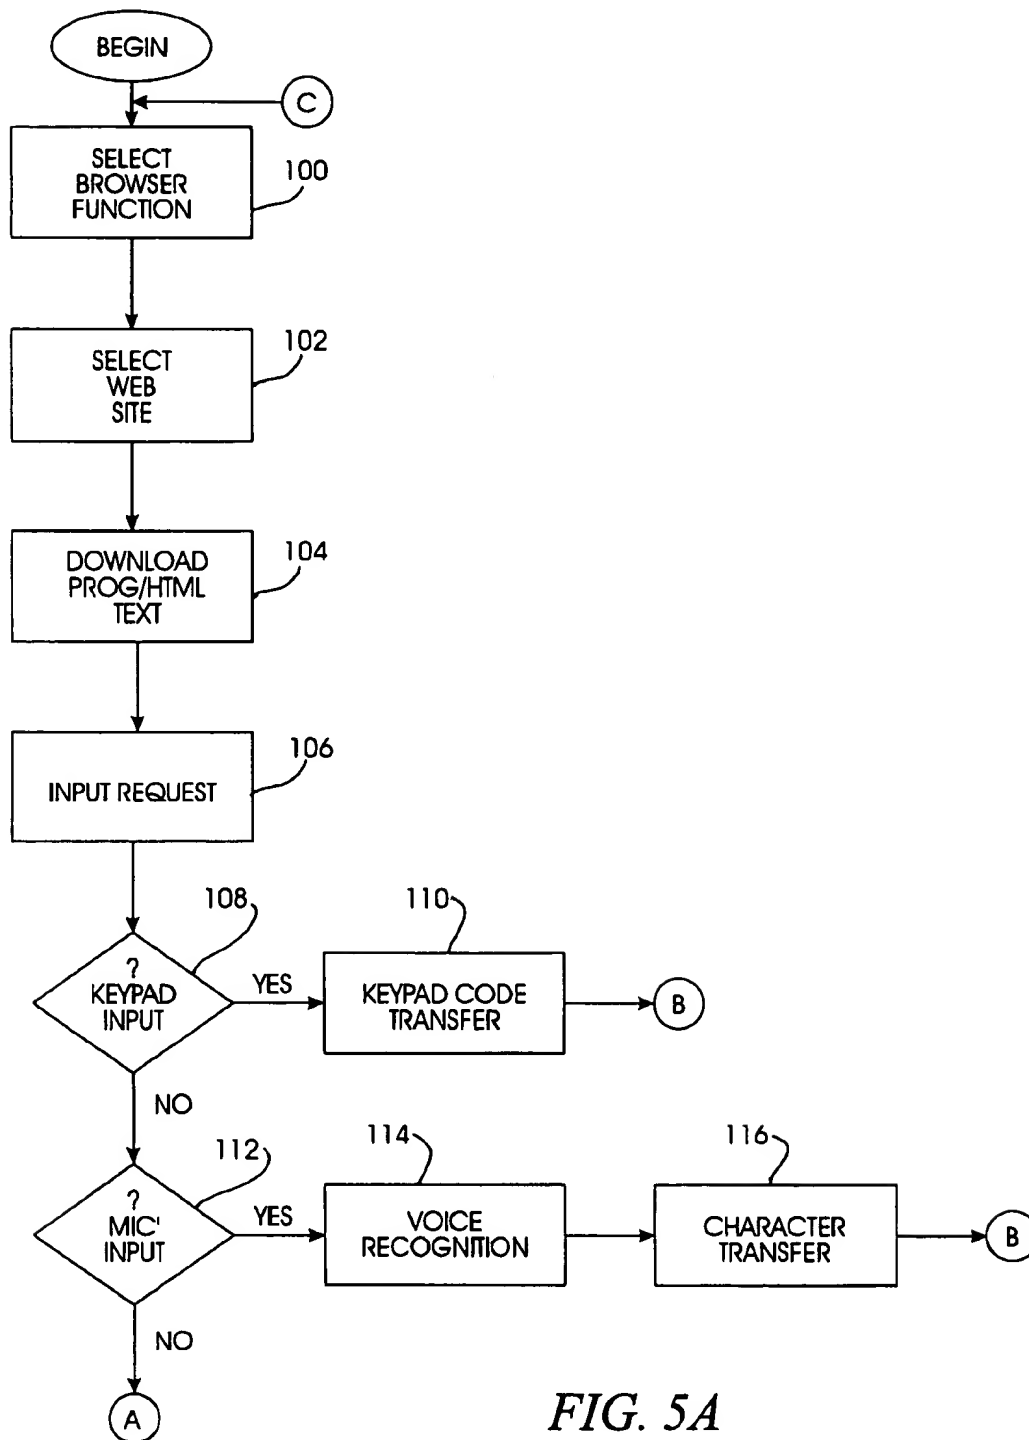 BEGIN
C
SELECT
BROWSER
FUNCTION
100
SELECT
WEB
SITE
102
DOWNLOAD
PROG/HTML
TEXT
104
INPUT REQUEST
106
?
KEYPAD
INPUT
108
YES
KEYPAD CODE
TRANSFER
110
B
NO
?
MIC'
INPUT
112
YES
VOICE
RECOGNITION
114
CHARACTER
TRANSFER
116
B
NO
A
FIG. 5A